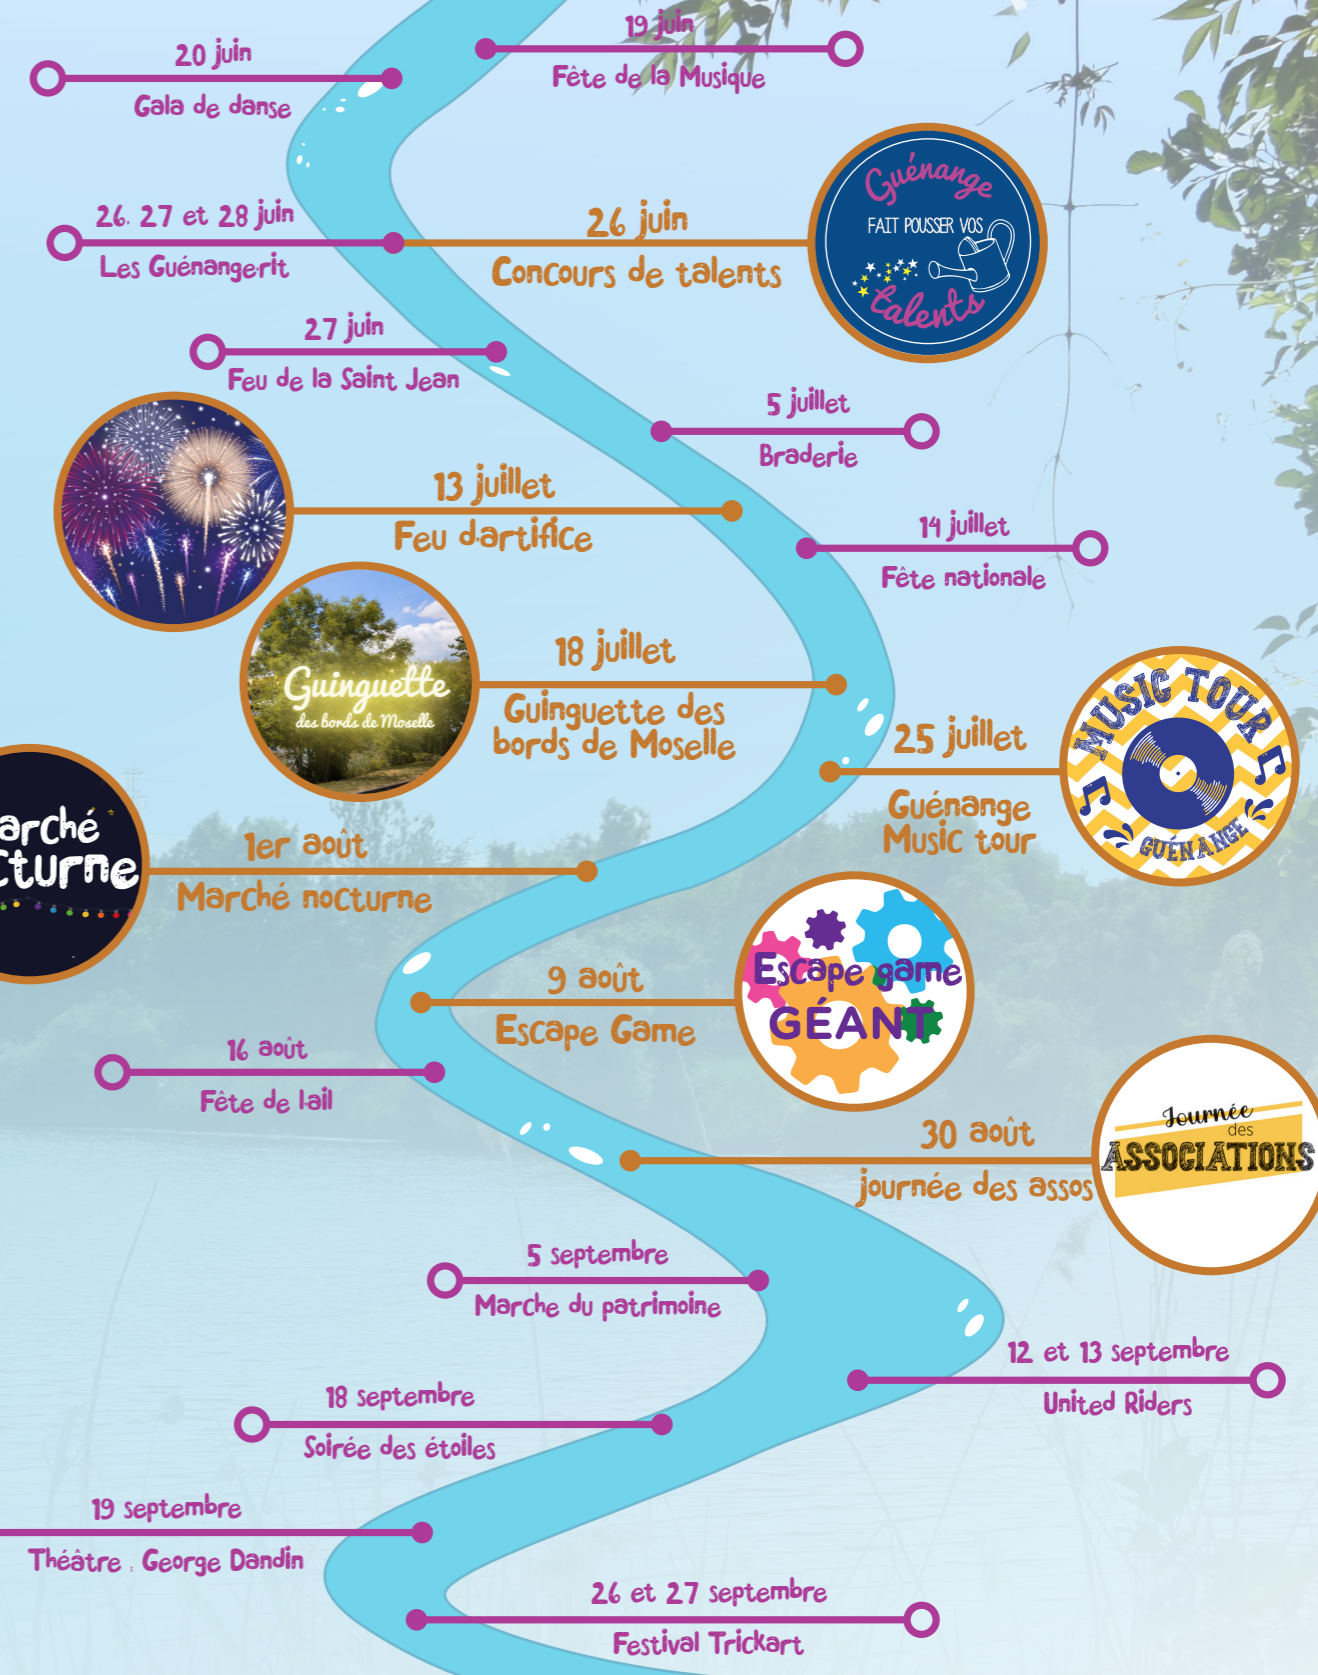 19 juin
Fête de la Musique
20 juin
Gala de danse
26, 27 et 28 juin
Les Guénangerit
26 juin
Concours de talents
Guénange
FAIT POUSSER VOS
talents
27 juin
Feu de la Saint Jean
5 juillet
Braderie
13 juillet
Feu d'artifice
14 juillet
Fête nationale
Guinguette
des bords de Moselle
18 juillet
Guinguette des
bords de Moselle
25 juillet
Guénange
Music tour
MUSIC TOUR
GUÉNANGE
arché
cturne
1er août
Marché nocturne
9 août
Escape Game
Escape game
GÉANT
16 août
Fête de l'ail
30 août
journée des assos
Journée
des
ASSOCIATIONS
5 septembre
Marche du patrimoine
12 et 13 septembre
United Riders
18 septembre
Soirée des étoiles
19 septembre
Théâtre : George Dandin
26 et 27 septembre
Festival Trickart